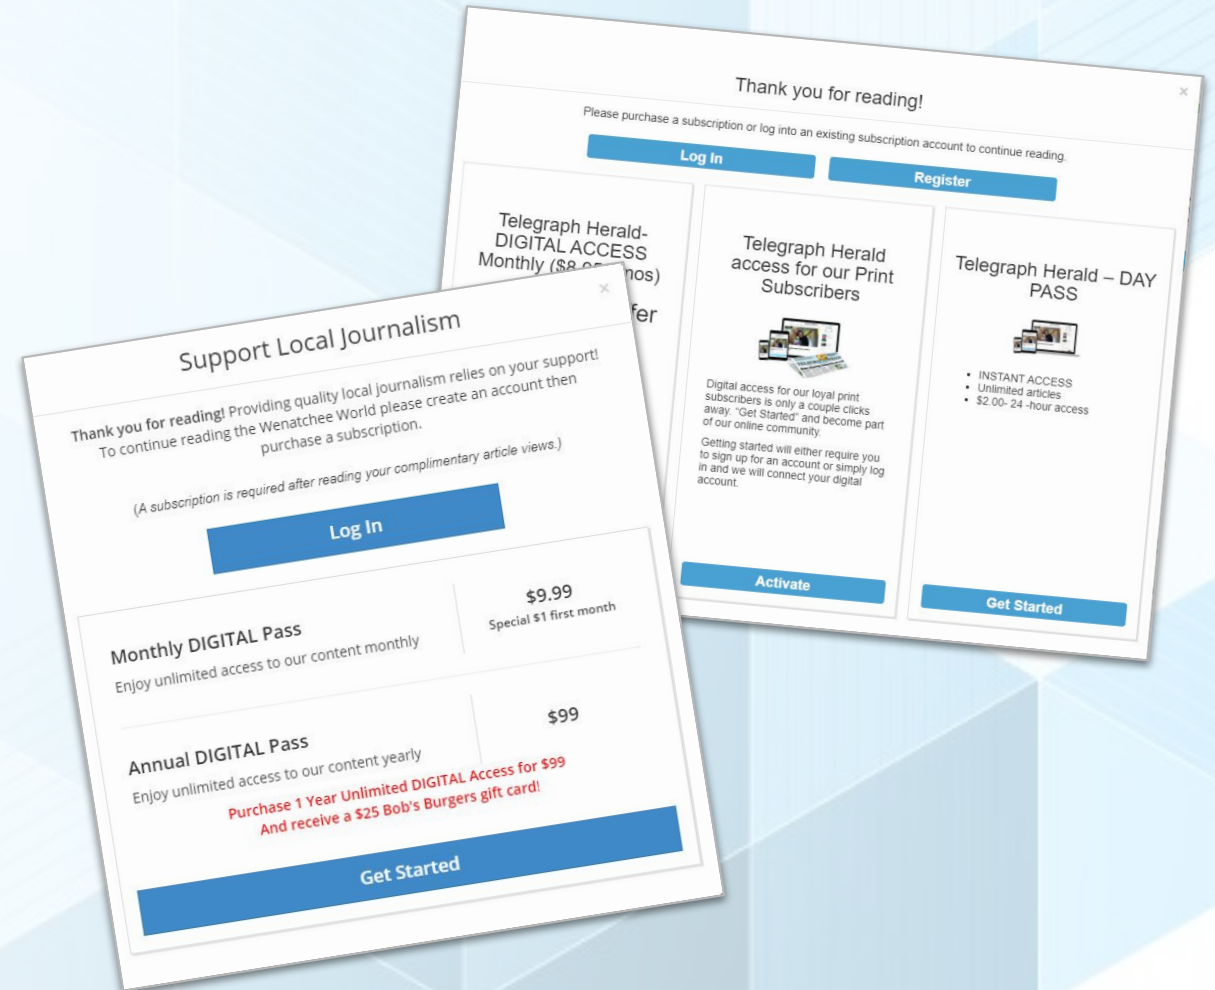 Thank you for reading!
Please purchase a subscription or log into an existing subscription account to continue reading.
Log In
Register
Telegraph Herald-
DIGITAL ACCESS
Monthly
Telegraph Herald
access for our Print
Subscribers
Digital access for our loyal print
subscribers is only a couple clicks
away. "Get Started" and become part
of our online community.
Getting started will either require you
to sign up for an account or simply log
in and we will connect your digital
account.
Activate
Telegraph Herald – DAY
PASS
• INSTANT ACCESS
• Unlimited articles
• $2.00- 24 -hour access
Get Started
Support Local Journalism
Thank you for reading! Providing quality local journalism relies on your support!
To continue reading the Wenatchee World please create an account then
purchase a subscription.
(A subscription is required after reading your complimentary article views.)
Log In
Monthly DIGITAL Pass
Enjoy unlimited access to our content monthly
$9.99
Special $1 first month
Annual DIGITAL Pass
Enjoy unlimited access to our content yearly
$99
Purchase 1 Year Unlimited DIGITAL Access for $99
And receive a $25 Bob's Burgers gift card!
Get Started